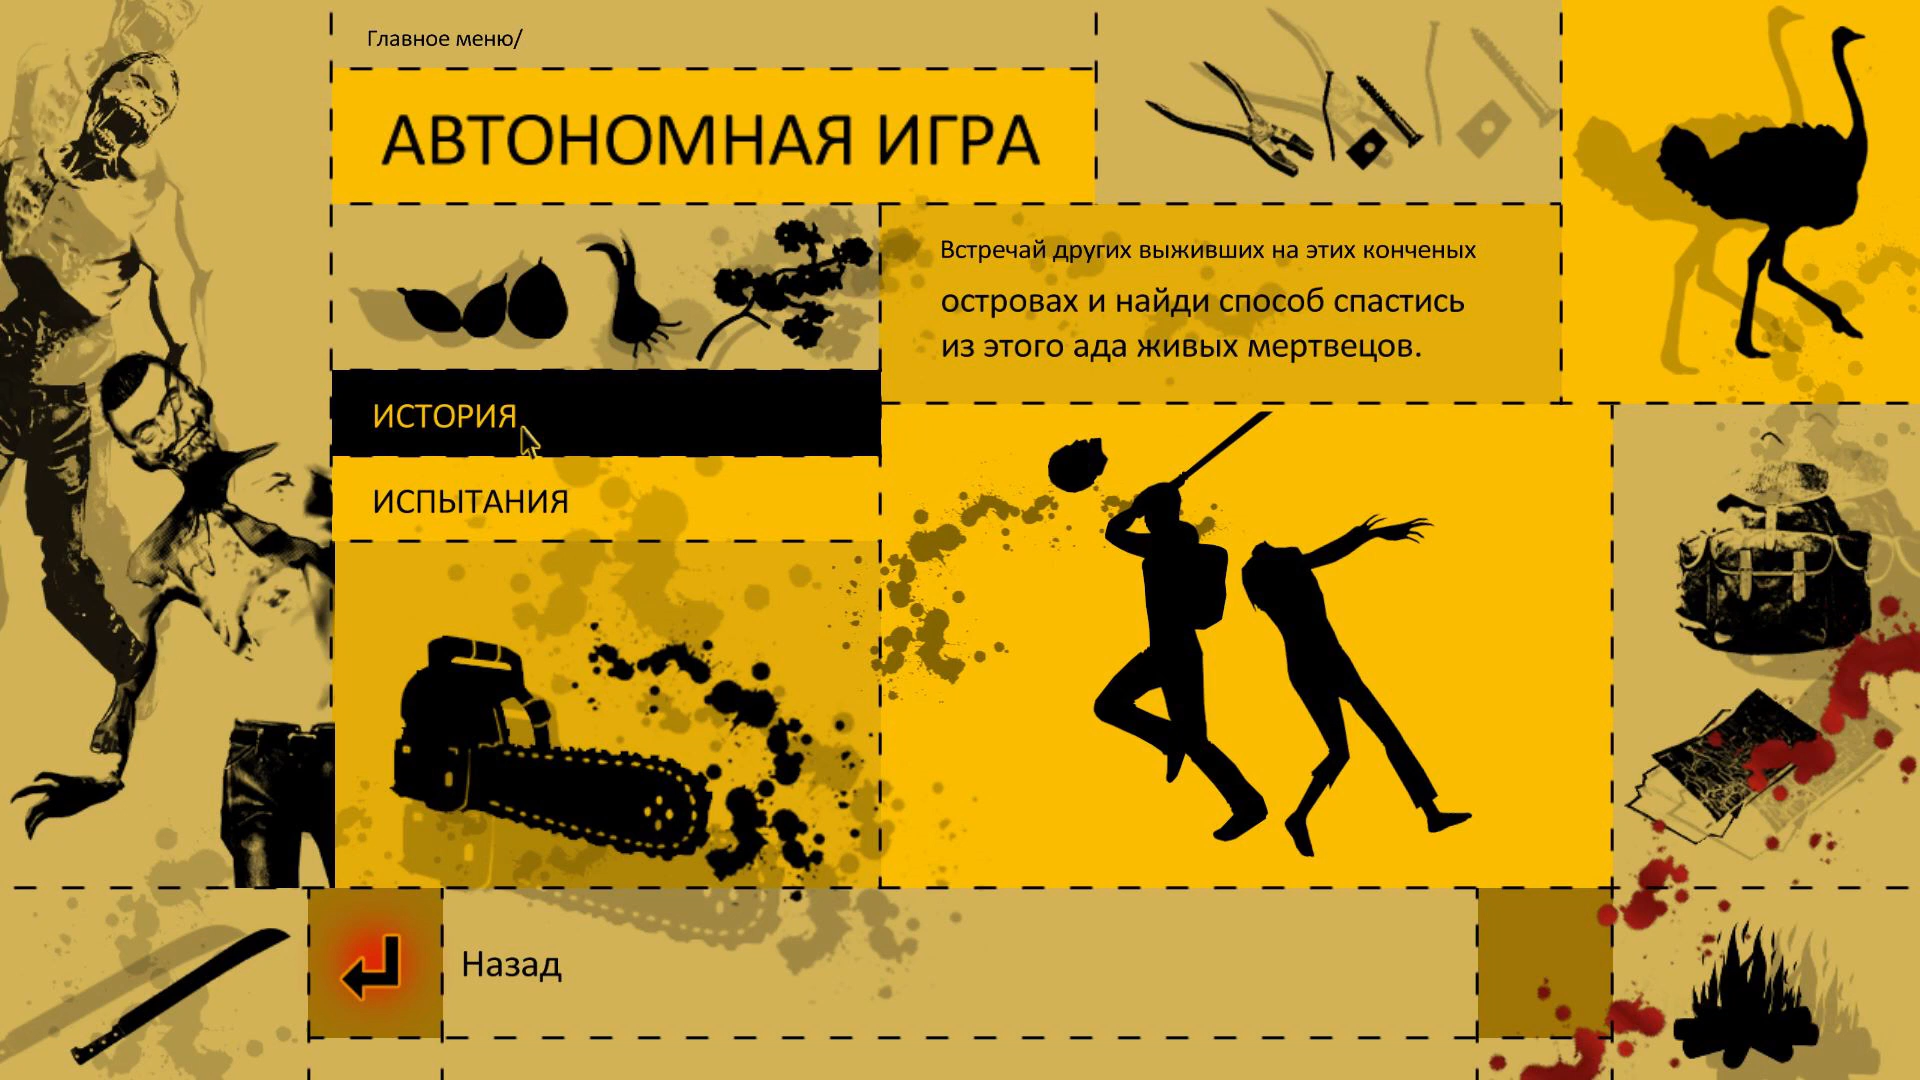 Главное меню/
АВТОНОМНАЯ ИГРА
Встречай других выживших на этих конченых
островах и найди способ спастись
из этого ада живых мертвецов.
ИСТОРИЯ
ИСПЫТАНИЯ
Назад